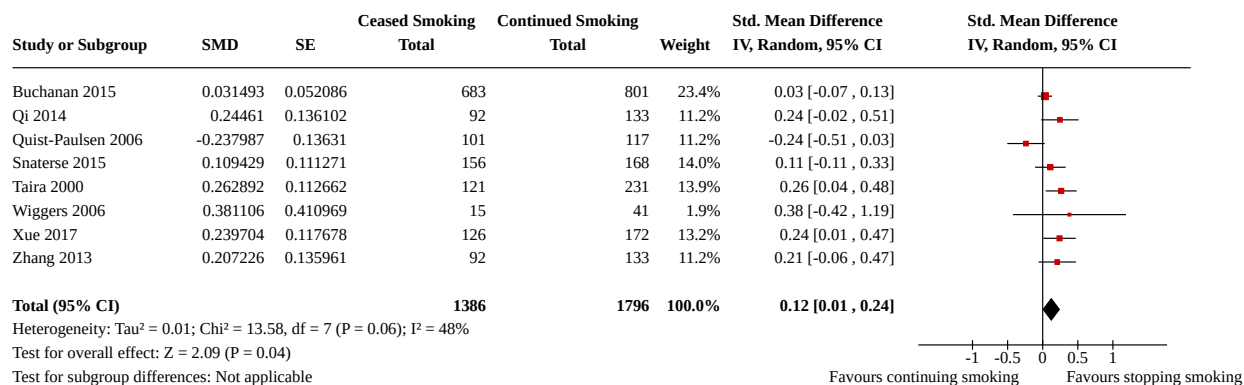 Ceased Smoking Continued Smoking Std. Mean Difference Std. Mean Difference
Study or Subgroup SMD SE Total Total Weight IV, Random, 95% CI IV, Random, 95% CI
Buchanan 2015 0.031493 0.052086 683 801 23.4% 0.03 [-0.07 , 0.13]
Qi 2014 0.24461 0.136102 92 133 11.2% 0.24 [-0.02 , 0.51]
Quist-Paulsen 2006 -0.237987 0.13631 101 117 11.2% -0.24 [-0.51 , 0.03]
Snaterse 2015 0.109429 0.111271 156 168 14.0% 0.11 [-0.11 , 0.33]
Taira 2000 0.262892 0.112662 121 231 13.9% 0.26 [0.04 , 0.48]
Wiggers 2006 0.381106 0.410969 15 41 1.9% 0.38 [-0.42 , 1.19]
Xue 2017 0.239704 0.117678 126 172 13.2% 0.24 [0.01 , 0.47]
Zhang 2013 0.207226 0.135961 92 133 11.2% 0.21 [-0.06 , 0.47]
Total (95% CI) 1386 1796 100.0% 0.12 [0.01 , 0.24]
Heterogeneity: Tau² = 0.01; Chi² = 13.58, df = 7 (P = 0.06); I² = 48%
Test for overall effect: Z = 2.09 (P = 0.04) -1 -0.5 0 0.5 1
Test for subgroup differences: Not applicable Favours continuing smoking Favours stopping smoking